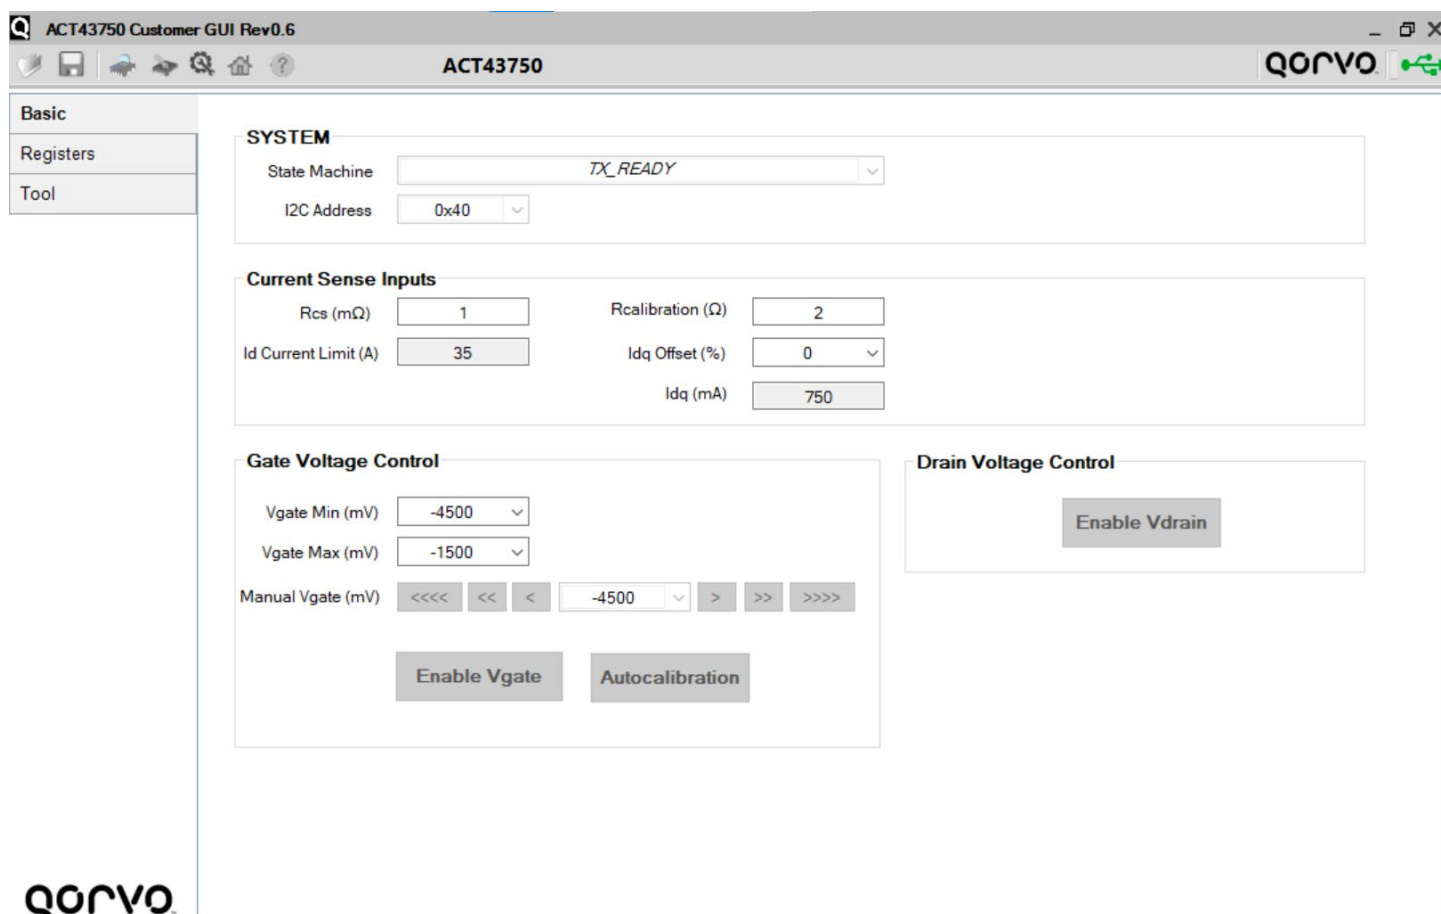 ACT43750 Customer GUI Rev0.6
ACT43750
QORVO
Basic
Registers
Tool
SYSTEM
State Machine TX_READY
I2C Address 0x40
Current Sense Inputs
Rcs (mΩ) 1 Rcalibration (Ω) 2
Id Current Limit (A) 35 Idq Offset (%) 0
Idq (mA) 750
Gate Voltage Control
Vgate Min (mV) -4500
Vgate Max (mV) -1500
Manual Vgate (mV) <<<< << < -4500 > >> >>>>
Enable Vgate Autocalibration
Drain Voltage Control
Enable Vdrain
QORVO